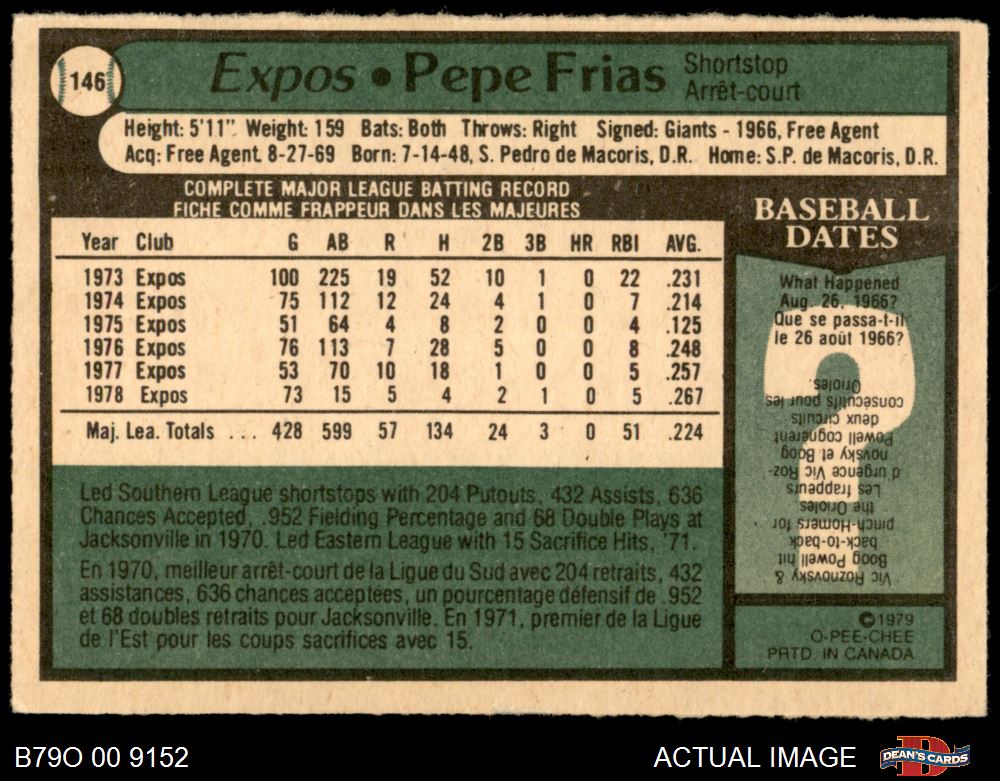 146
Expos • Pepe Frias
Shortstop
Arrêt-court
Height: 5'11" Weight: 159 Bats: Both Throws: Right Signed: Giants - 1966, Free Agent
Acq: Free Agent 8-27-69 Born: 7-14-48, S. Pedro de Macoris, D.R. Home: S.P. de Macoris, D.R.
COMPLETE MAJOR LEAGUE BATTING RECORD
FICHE COMME FRAPPEUR DANS LES MAJEURES
Year Club G AB R H 2B 3B HR RBI AVG.
1973 Expos 100 225 19 52 10 1 0 22 .231
1974 Expos 75 112 12 24 4 1 0 7 .214
1975 Expos 51 64 4 8 2 0 0 4 .125
1976 Expos 76 113 7 28 5 0 0 8 .248
1977 Expos 53 70 10 18 1 0 0 5 .257
1978 Expos 73 15 5 4 2 1 0 5 .267
Maj. Lea. Totals ... 428 599 57 134 24 3 0 51 .224
Led Southern League shortstops with 204 Putouts, 432 Assists, 636
Chances Accepted, .952 Fielding Percentage and 68 Double Plays at
Jacksonville in 1970. Led Eastern League with 15 Sacrifice Hits, '71.
En 1970, meilleur arrêt-court de la Ligue du Sud avec 204 retraits, 432
assistances, 636 chances acceptées, un pourcentage défensif de .952
et 68 doubles retraits pour Jacksonville. En 1971, premier de la Ligue
de l'Est pour les coups sacrifices avec 15.
BASEBALL
DATES
What Happened
Aug. 26, 1966?
Que se passa-t-il
le 26 août 1966?
Vic Roznovsky &
Boog Powell hit
back-to-back
pinch-Homers for
the Orioles.
Les frappeurs
d'urgence Vic Roz-
novsky et Boog
Powell cognèrent
deux circuits
consécutifs pour les
Orioles.
©1979
O-PEE-CHEE
PRTD. IN CANADA
B79O 00 9152
ACTUAL IMAGE
DEAN'S CARDS